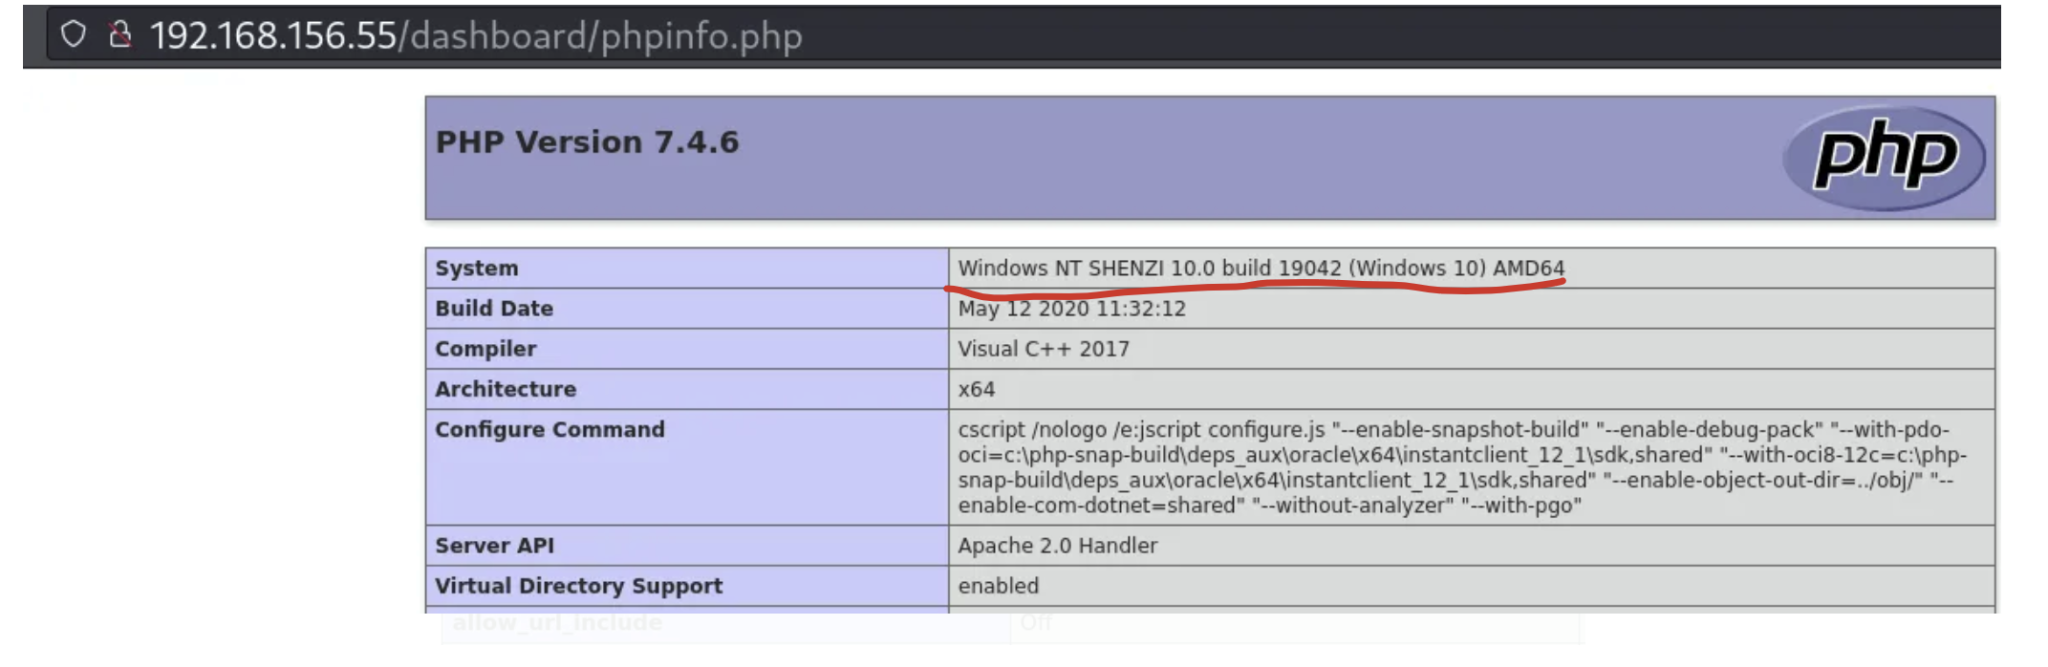 192.168.156.55/dashboard/phpinfo.php
PHP Version 7.4.6
php
System
Windows NT SHENZI 10.0 build 19042 (Windows 10) AMD64
Build Date
May 12 2020 11:32:12
Compiler
Visual C++ 2017
Architecture
x64
Configure Command
cscript /nologo /e:jscript configure.js "--enable-snapshot-build" "--enable-debug-pack" "--with-pdo-
oci=c:\php-snap-build\deps_aux\oracle\x64\instantclient_12_1\sdk,shared" "--with-oci8-12c=c:\php-
snap-build\deps_aux\oracle\x64\instantclient_12_1\sdk,shared" "--enable-object-out-dir=../obj/" "--
enable-com-dotnet=shared" "--without-analyzer" "--with-pgo"
Server API
Apache 2.0 Handler
Virtual Directory Support
enabled
allow_url_include
Off